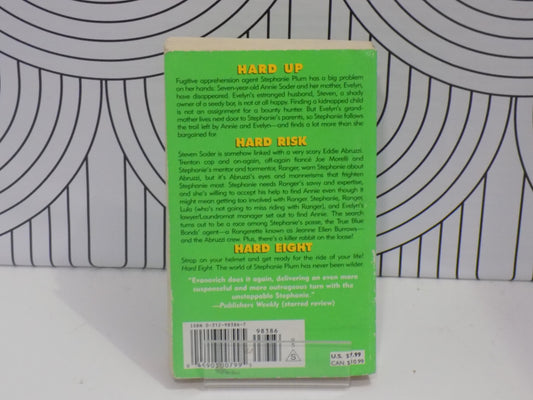 HARD UP
Fugitive apprehension agent Stephanie Plum has a big problem
on her hands. Seven-year-old Annie Soder and her mother, Evelyn,
have disappeared. Evelyn's estranged husband, Steven, a shady
owner of a seedy bar, is not at all happy. Finding a kidnapped child
is not an assignment for a bounty hunter. But Evelyn's grand-
mother lives next door to Stephanie's parents, so Stephanie follows
the trail left by Annie and Evelyn—and finds a lot more than she
bargained for.
HARD RISK
Steven Soder is somehow linked with a very scary Eddie Abruzzi.
Trenton cop and on-again, off-again fiancé Joe Morelli and
Stephanie's mentor and tormentor, Ranger, warn Stephanie about
Abruzzi, but it's Abruzzi's eyes and mannerisms that frighten
Stephanie most. Stephanie needs Ranger's savvy and expertise,
and she's willing to accept his help to find Annie even though it
might mean getting too involved with Ranger. Stephanie, Ranger,
Lula (who's not going to miss riding with Ranger), and Evelyn's
lawyer/Laundromat manager set out to find Annie. The search
turns out to be a race among Stephanie's posse, the True Blue
Bonds' agent—a Rangerette known as Jeanne Ellen Burrows—
and the Abruzzi crew. Plus, there's a killer rabbit on the loose!
HARD EIGHT
Strap on your helmet and get ready for the ride of your life!
Hard Eight. The world of Stephanie Plum has never been wilder.
"Evanovich does it again, delivering an even more
suspenseful and more outrageous turn with the
unstoppable Stephanie."
—Publishers Weekly (starred review)
ISBN 0-312-98386-7
98386
U.S. $7.99
CAN. $10.99